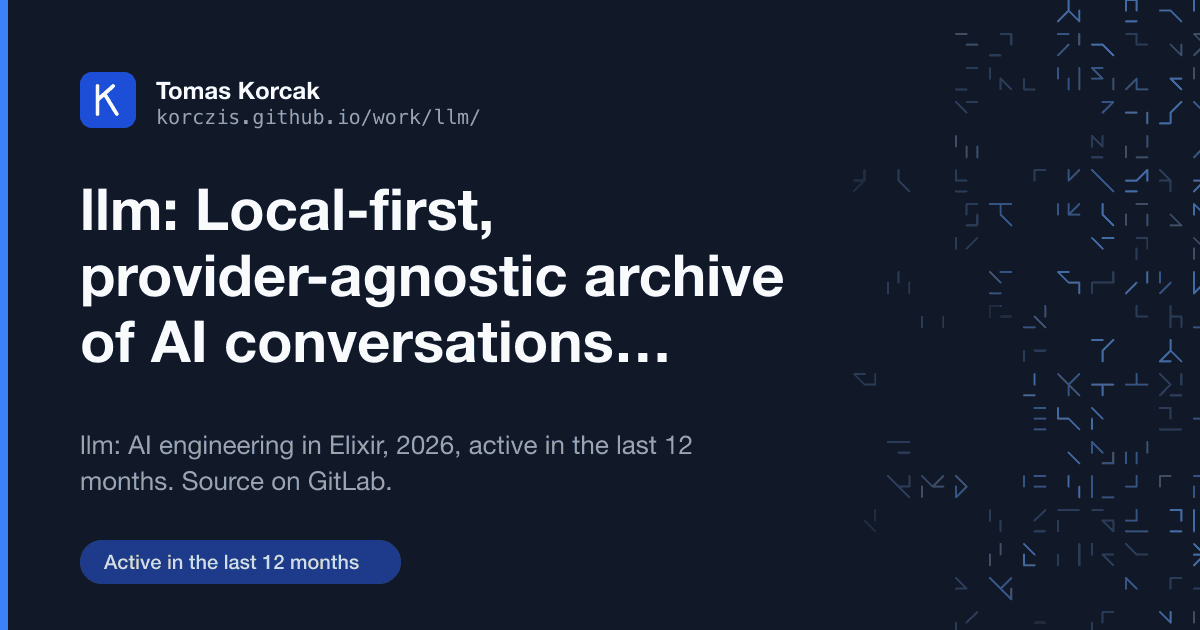 Tomas Korcak
korczis.github.io/work/llm/
llm: Local-first,
provider-agnostic archive
of AI conversations…
llm: AI engineering in Elixir, 2026, active in the last 12
months. Source on GitLab.
Active in the last 12 months